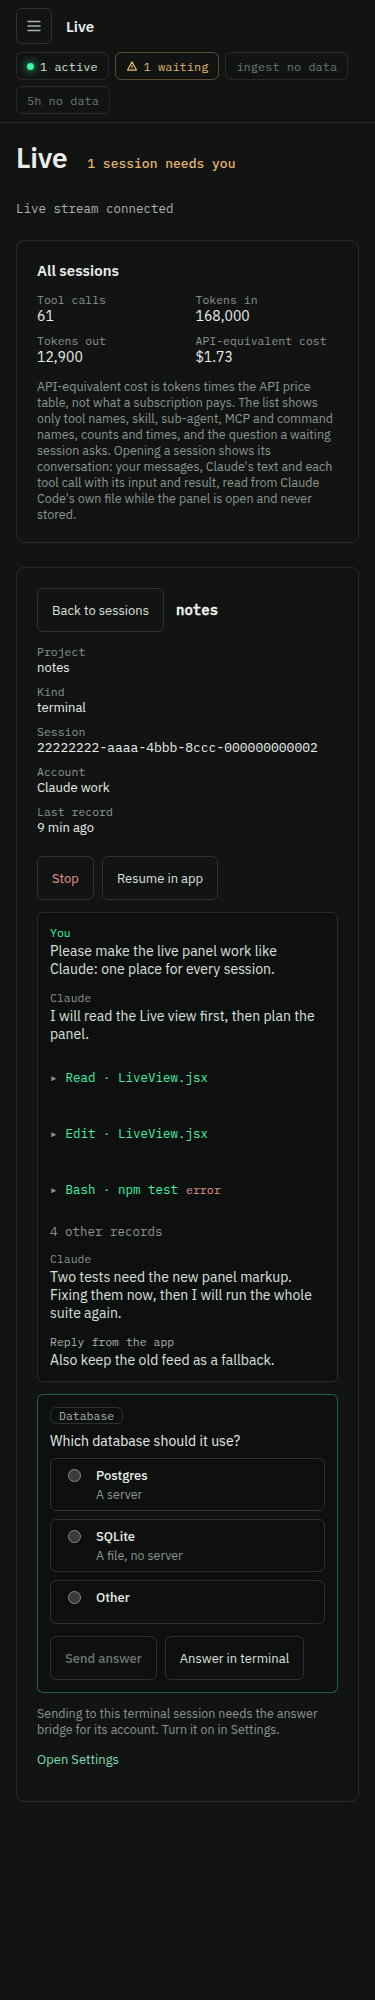 Live
1 active
1 waiting
ingest no data
5h no data
Live 1 session needs you
Live stream connected
All sessions
Tool calls
61
Tokens in
168,000
Tokens out
12,900
API-equivalent cost
$1.73
API-equivalent cost is tokens times the API price
table, not what a subscription pays. The list shows
only tool names, skill, sub-agent, MCP and command
names, counts and times, and the question a waiting
session asks. Opening a session shows its
conversation: your messages, Claude's text and each
tool call with its input and result, read from Claude
Code's own file while the panel is open and never
stored.
Back to sessions
notes
Project
notes
Kind
terminal
Session
22222222-aaaa-4bbb-8ccc-000000000002
Account
Claude work
Last record
9 min ago
Stop
Resume in app
You
Please make the live panel work like
Claude: one place for every session.
Claude
I will read the Live view first, then plan the
panel.
▸ Read · LiveView.jsx
▸ Edit · LiveView.jsx
▸ Bash · npm test error
4 other records
Claude
Two tests need the new panel markup.
Fixing them now, then I will run the whole
suite again.
Reply from the app
Also keep the old feed as a fallback.
Database
Which database should it use?
Postgres
A server
SQLite
A file, no server
Other
Send answer
Answer in terminal
Sending to this terminal session needs the answer
bridge for its account. Turn it on in Settings.
Open Settings